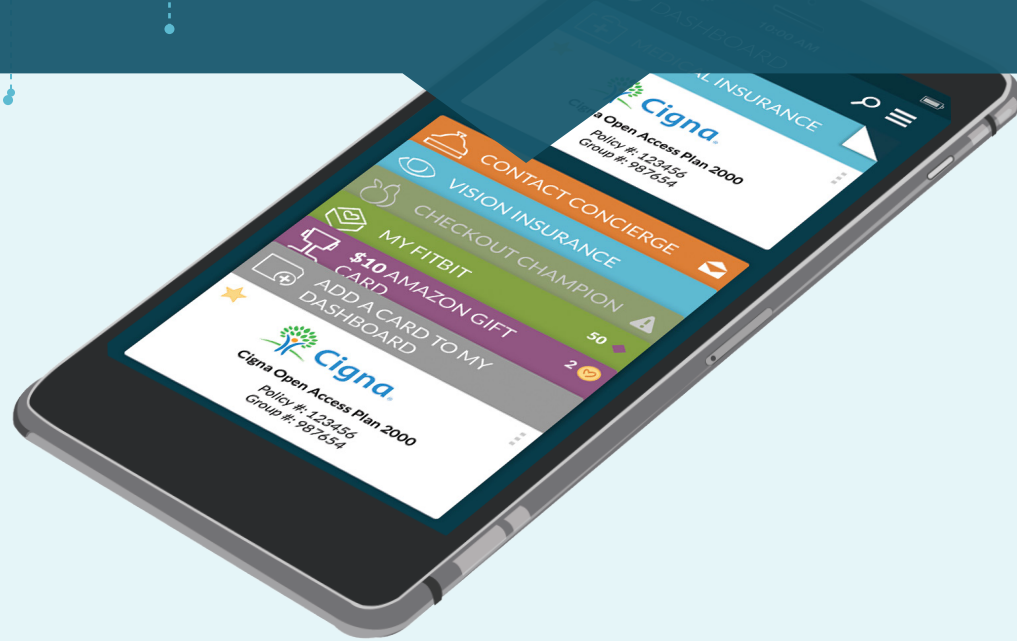 DASHBOARD
10:00 AM
MEDICAL INSURANCE
Cigna
Cigna Open Access Plan 2000
Policy #: 123456
Group #: 987654
CONTACT CONCIERGE
VISION INSURANCE
CHECKOUT CHAMPION
MY FITBIT
50
$10 AMAZON GIFT
CARD
2
ADD A CARD TO MY
DASHBOARD
Cigna
Cigna Open Access Plan 2000
Policy #: 123456
Group #: 987654